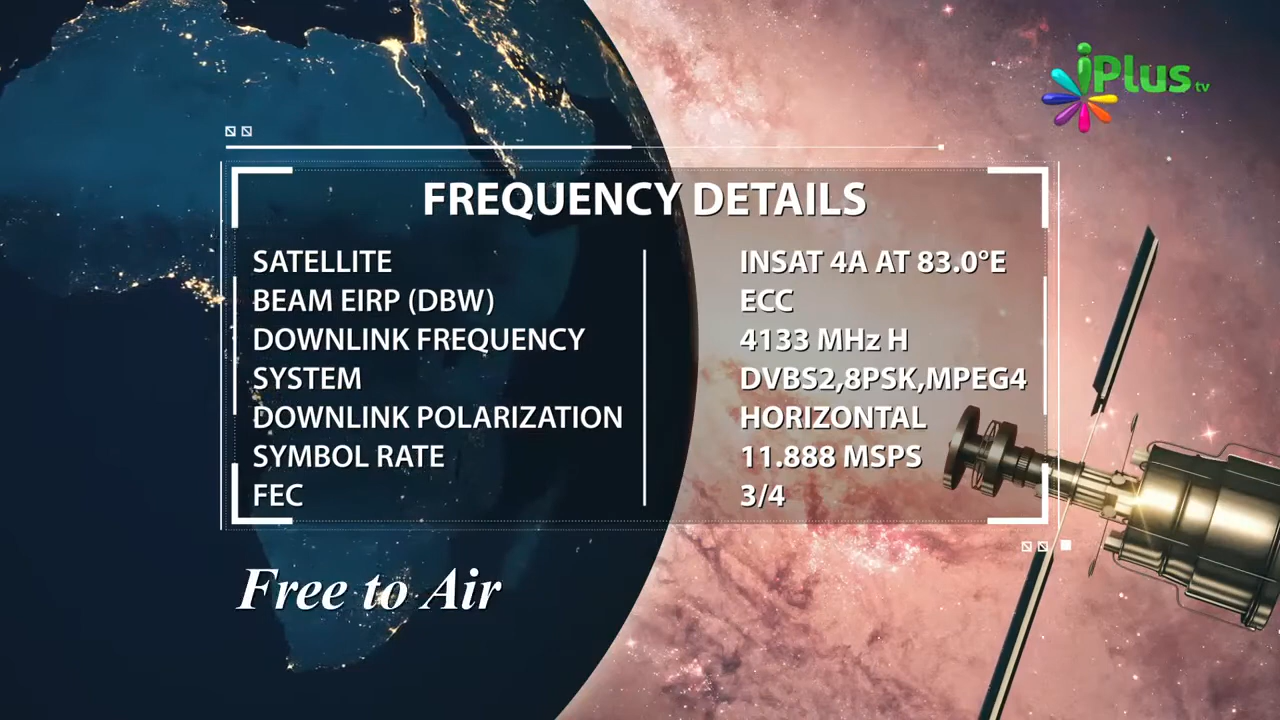 iPlus tv
FREQUENCY DETAILS
SATELLITE INSAT 4A AT 83.0°E
BEAM EIRP (DBW) ECC
DOWNLINK FREQUENCY 4133 MHz H
SYSTEM DVBS2,8PSK,MPEG4
DOWNLINK POLARIZATION HORIZONTAL
SYMBOL RATE 11.888 MSPS
FEC 3/4
Free to Air